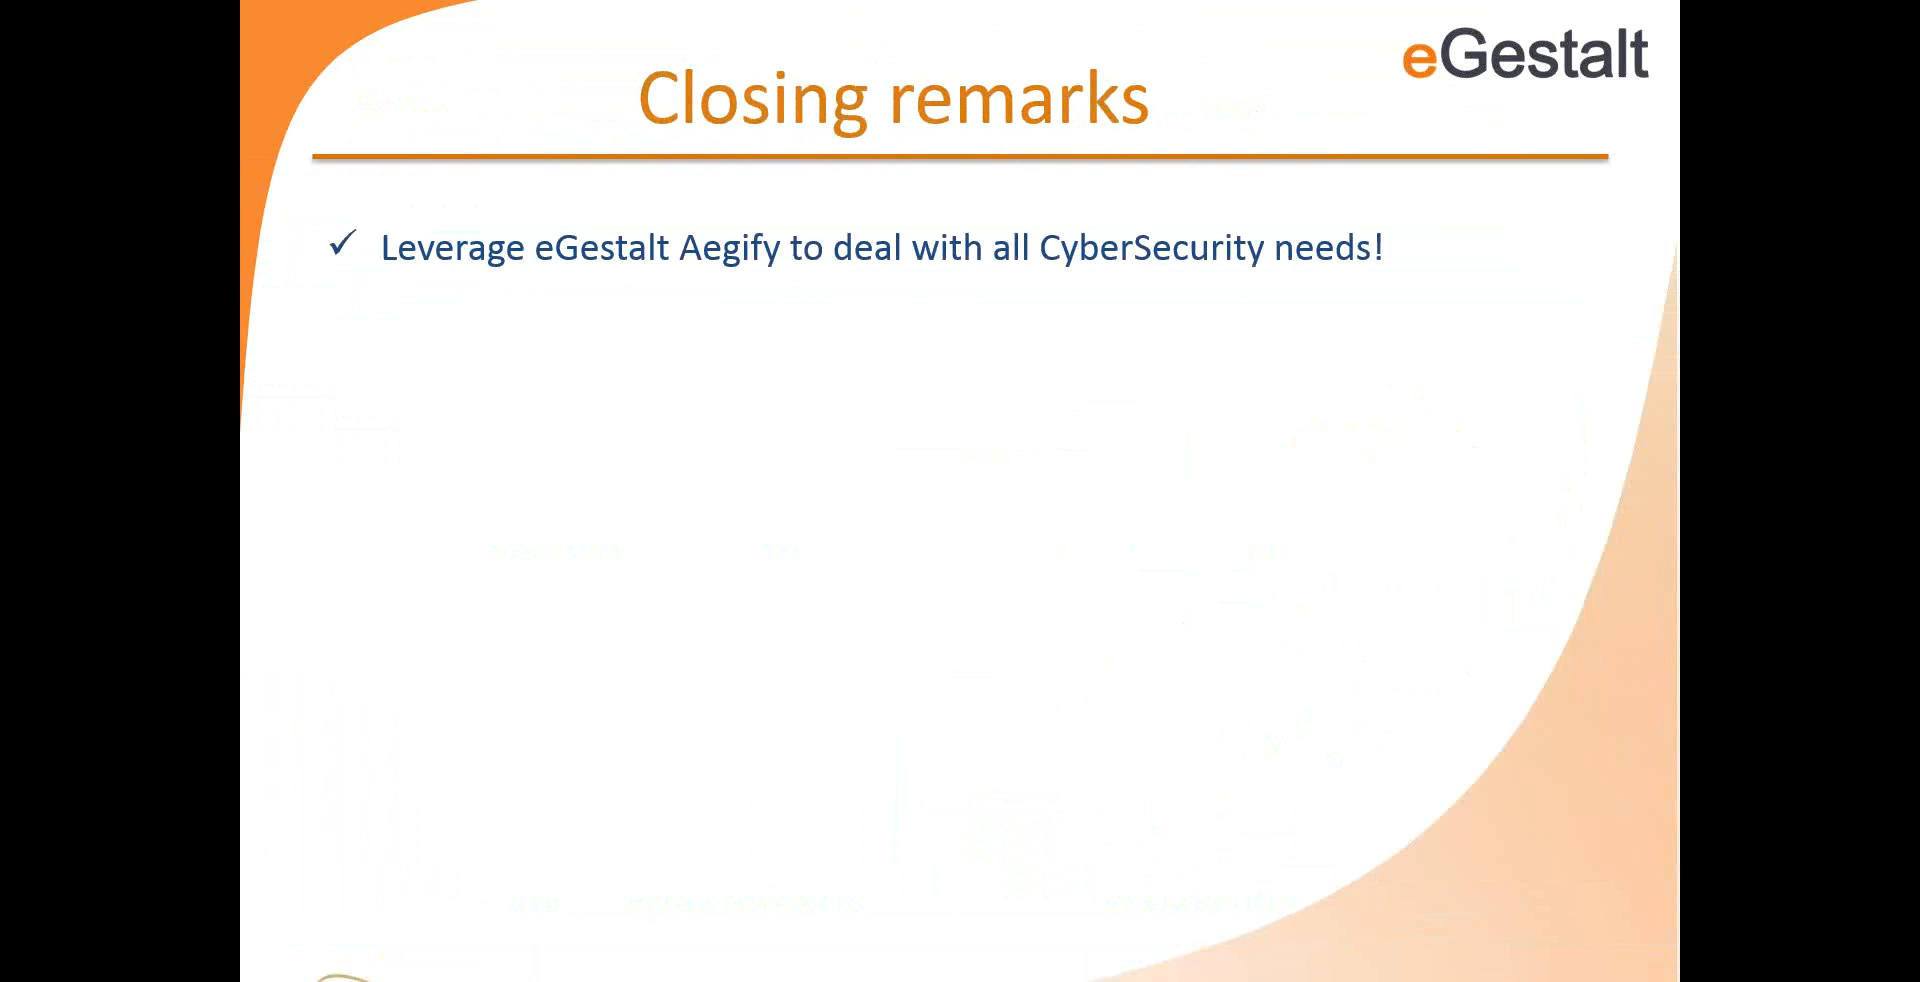 eGestalt
Closing remarks
✓ Leverage eGestalt Aegify to deal with all CyberSecurity needs!